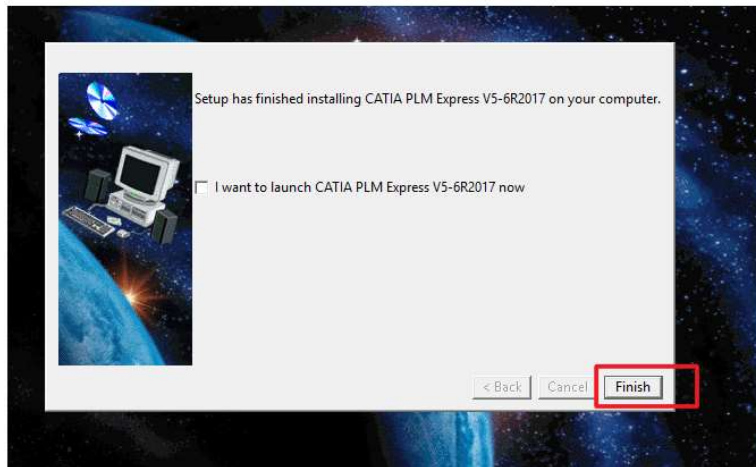 Setup has finished installing CATIA PLM Express V5-6R2017 on your computer.
I want to launch CATIA PLM Express V5-6R2017 now
< Back Cancel Finish